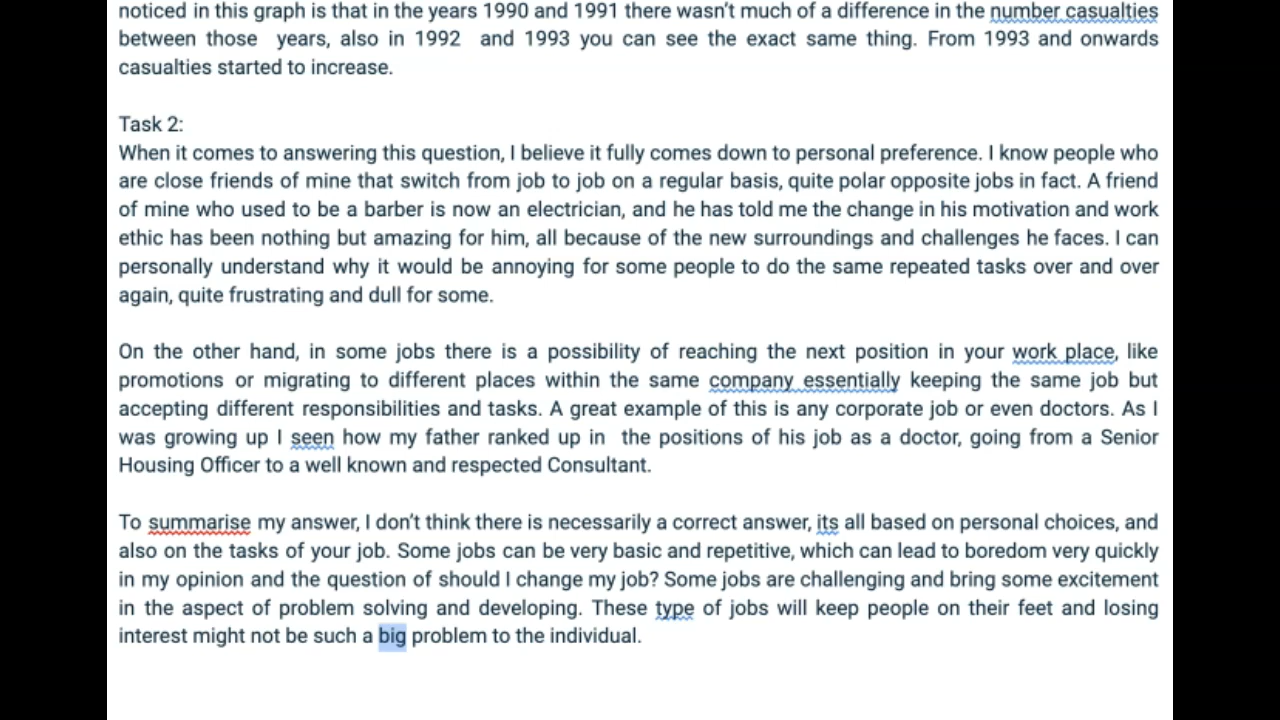 noticed in this graph is that in the years 1990 and 1991 there wasn't much of a difference in the number casualties
between those years, also in 1992 and 1993 you can see the exact same thing. From 1993 and onwards
casualties started to increase.
Task 2:
When it comes to answering this question, I believe it fully comes down to personal preference. I know people who
are close friends of mine that switch from job to job on a regular basis, quite polar opposite jobs in fact. A friend
of mine who used to be a barber is now an electrician, and he has told me the change in his motivation and work
ethic has been nothing but amazing for him, all because of the new surroundings and challenges he faces. I can
personally understand why it would be annoying for some people to do the same repeated tasks over and over
again, quite frustrating and dull for some.
On the other hand, in some jobs there is a possibility of reaching the next position in your work place, like
promotions or migrating to different places within the same company essentially keeping the same job but
accepting different responsibilities and tasks. A great example of this is any corporate job or even doctors. As I
was growing up I seen how my father ranked up in the positions of his job as a doctor, going from a Senior
Housing Officer to a well known and respected Consultant.
To summarise my answer, I don't think there is necessarily a correct answer, its all based on personal choices, and
also on the tasks of your job. Some jobs can be very basic and repetitive, which can lead to boredom very quickly
in my opinion and the question of should I change my job? Some jobs are challenging and bring some excitement
in the aspect of problem solving and developing. These type of jobs will keep people on their feet and losing
interest might not be such a big problem to the individual.